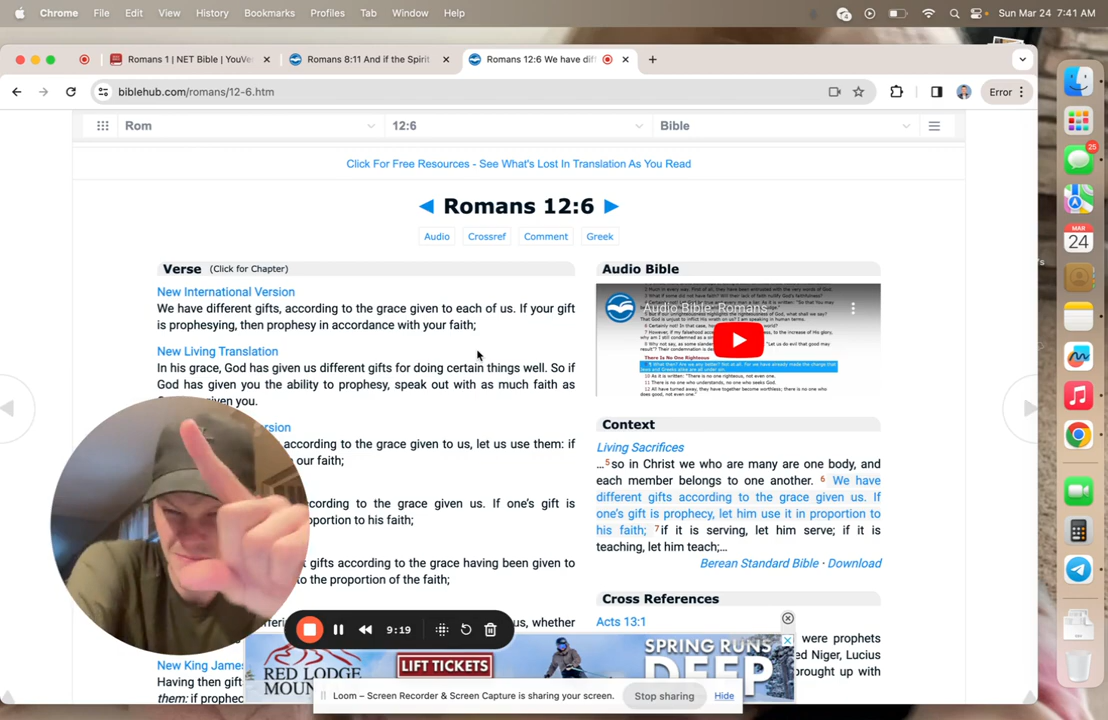 Chrome File Edit View History Bookmarks Profiles Tab Window Help
Sun Mar 24 7:41 AM
Romans 1 | NET Bible | YouVe
Romans 8:11 And if the Spirit
Romans 12:6 We have dif
biblehub.com/romans/12-6.htm
Error
Rom
12:6
Bible
Click For Free Resources - See What's Lost In Translation As You Read
Romans 12:6
Audio Crossref Comment Greek
Verse (Click for Chapter)
New International Version
We have different gifts, according to the grace given to each of us. If your gift
is prophesying, then prophesy in accordance with your faith;
New Living Translation
In his grace, God has given us different gifts for doing certain things well. So if
God has given you the ability to prophesy, speak out with as much faith as
given you.
ersion
according to the grace given to us, let us use them: if
our faith;
cording to the grace given us. If one's gift is
portion to his faith;
gifts according to the grace having been given to
to the proportion of the faith;
us, whether
New King James
Having then gift
them: if prophec
Audio Bible
Audio Bible: Romans
There Is No One Righteous
Context
Living Sacrifices
…5so in Christ we who are many are one body, and
each member belongs to one another. 6 We have
different gifts according to the grace given us. If
one's gift is prophecy, let him use it in proportion to
his faith; 7if it is serving, let him serve; if it is
teaching, let him teach;…
Berean Standard Bible · Download
Cross References
Acts 13:1
were prophets
ed Niger, Lucius
brought up with
9:19
RED LODGE
MOUN
LIFT TICKETS
SPRING RUNS
DEEP
Loom – Screen Recorder & Screen Capture is sharing your screen.
Stop sharing
Hide
25
MAR
24